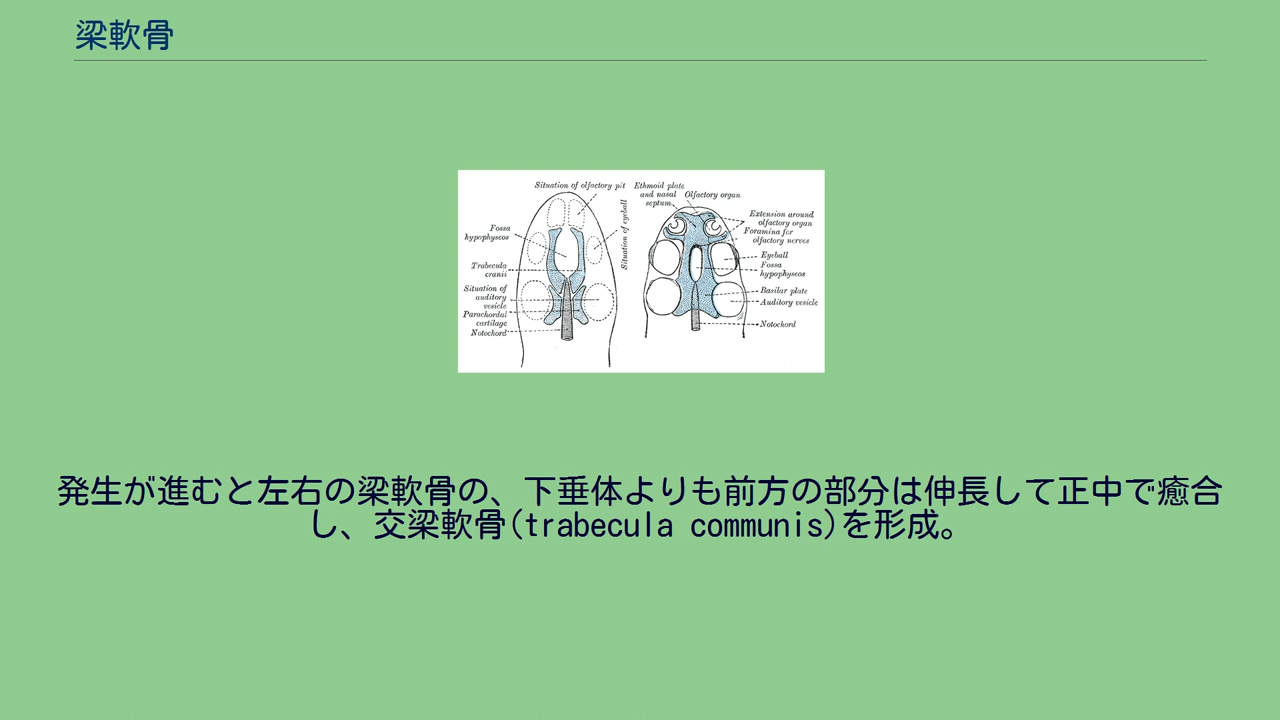 梁軟骨
Situation of olfactory pit
Situation of eyeball
Fossa
hypophyseos
Trabecula
cranii
Situation of
auditory
vesicle
Parachordal
cartilage
Notochord
Ethmoid plate
and nasal
septum
Olfactory organ
Extension around
olfactory organ
Foramina for
olfactory nerves
Eyeball
Fossa
hypophyseos
Basilar plate
Auditory vesicle
Notochord
発生が進むと左右の梁軟骨の、下垂体よりも前方の部分は伸長して正中で癒合
し、交梁軟骨(trabecula communis)を形成。